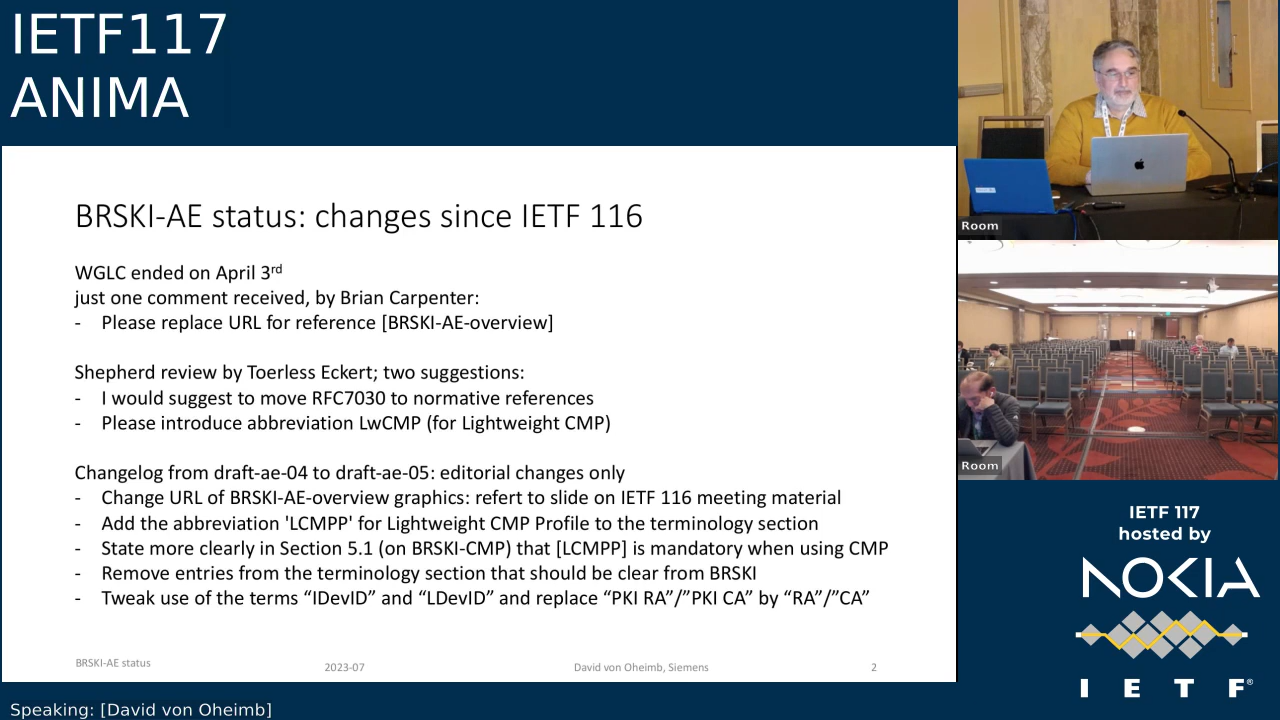 IETF117
ANIMA
BRSKI-AE status: changes since IETF 116
WGLC ended on April 3rd
just one comment received, by Brian Carpenter:
- Please replace URL for reference [BRSKI-AE-overview]
Shepherd review by Toerless Eckert; two suggestions:
- I would suggest to move RFC7030 to normative references
- Please introduce abbreviation LwCMP (for Lightweight CMP)
Changelog from draft-ae-04 to draft-ae-05: editorial changes only
- Change URL of BRSKI-AE-overview graphics: refert to slide on IETF 116 meeting material
- Add the abbreviation 'LCMPP' for Lightweight CMP Profile to the terminology section
- State more clearly in Section 5.1 (on BRSKI-CMP) that [LCMPP] is mandatory when using CMP
- Remove entries from the terminology section that should be clear from BRSKI
- Tweak use of the terms “IDevID” and “LDevID” and replace “PKI RA”/”PKI CA” by “RA”/”CA”
BRSKI-AE status
2023-07
David von Oheimb, Siemens
2
Speaking: [David von Oheimb]
Room
Room
IETF 117
hosted by
NOKIA
I E T F®